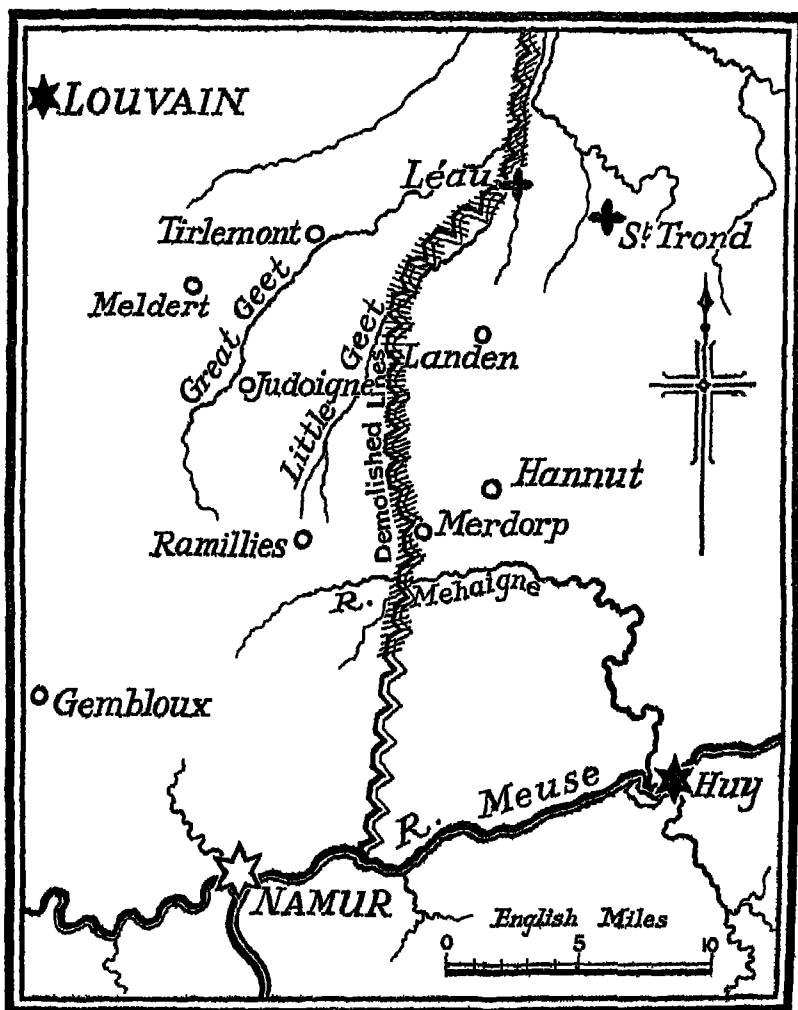 LOUVAIN
Léau
Tirlemont
St. Trond
Meldert
Great Geet
Little Geet
Landen
Judoigne
Demolished Lines
Hannut
Merdorp
Ramillies
R. Mehaigne
Gembloux
R. Meuse
Huy
NAMUR
English Miles
0 5 10